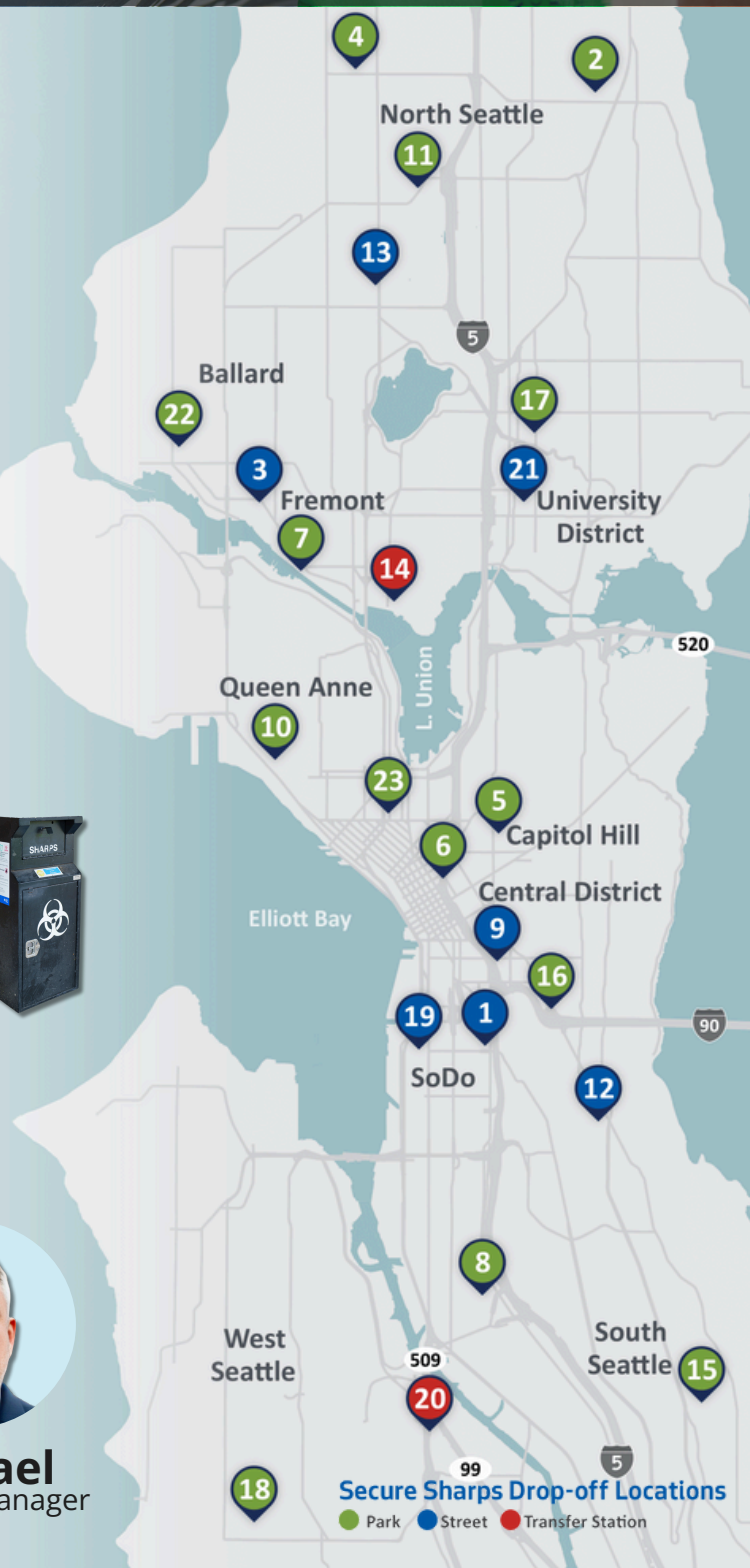 4
2
North Seattle
11
13
5
Ballard
22
17
3
21
Fremont
University
District
7
14
520
L. Union
Queen Anne
10
23
5
Capitol Hill
6
SHARPS
Central District
Elliott Bay
9
16
19
1
90
SoDo
12
8
West
Seattle
South
Seattle
15
509
20
ael
anager
18
99
5
Secure Sharps Drop-off Locations
Park Street Transfer Station